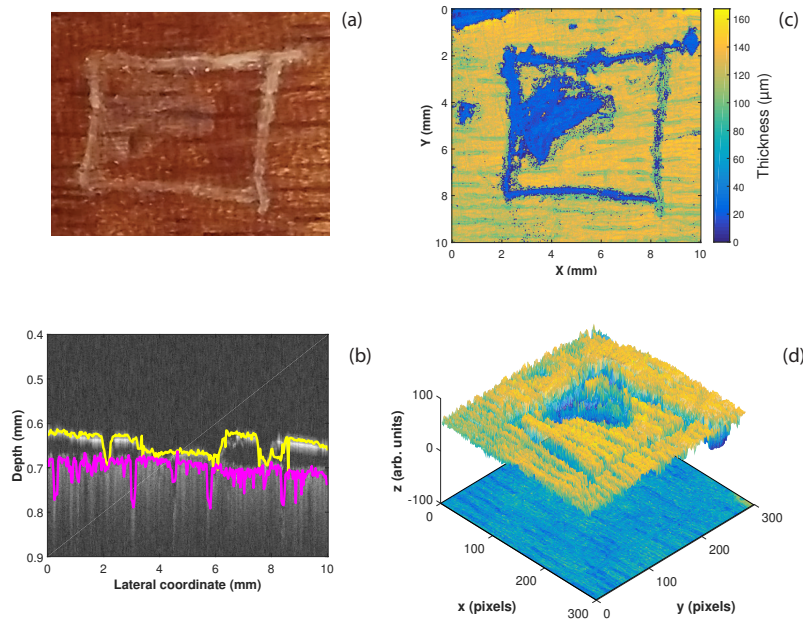 (a)
(c)
0
2
4
6
8
10
Y (mm)
0 2 4 6 8 10
X (mm)
160
140
120
100
80
60
40
20
0
Thickness (µm)
(b)
0.4
0.5
0.6
0.7
0.8
0.9
Depth (mm)
0 2 4 6 8 10
Lateral coordinate (mm)
(d)
100
0
-100
z (arb. units)
0
100
200
300
x (pixels)
0
100
200
300
y (pixels)